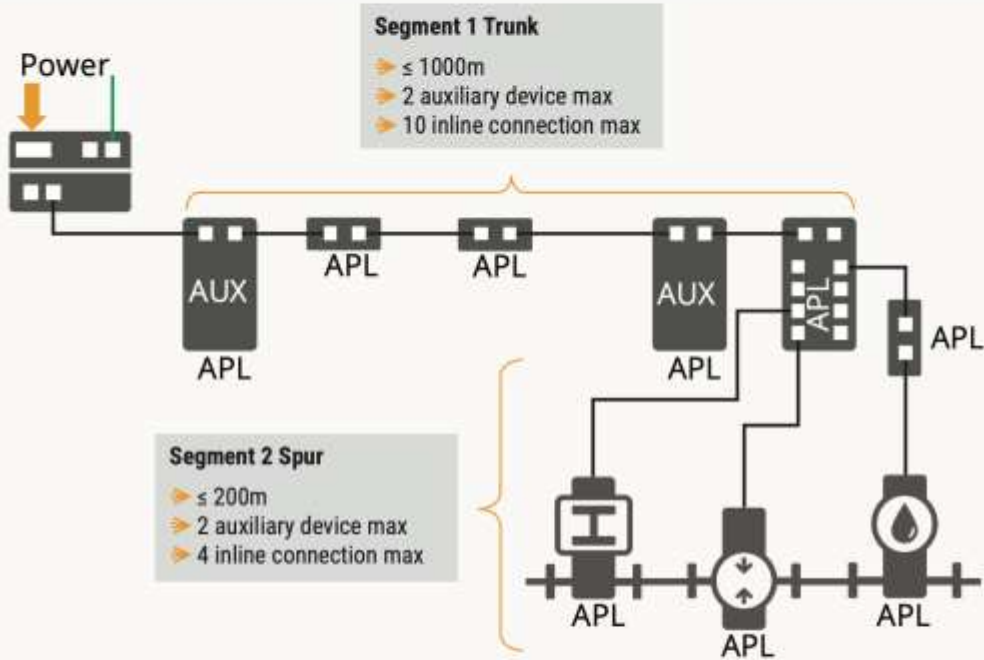 Segment 1 Trunk
≤ 1000m
2 auxiliary device max
10 inline connection max
Power
AUX
APL
APL
APL
AUX
APL
APL
APL
Segment 2 Spur
≤ 200m
2 auxiliary device max
4 inline connection max
APL
APL
APL